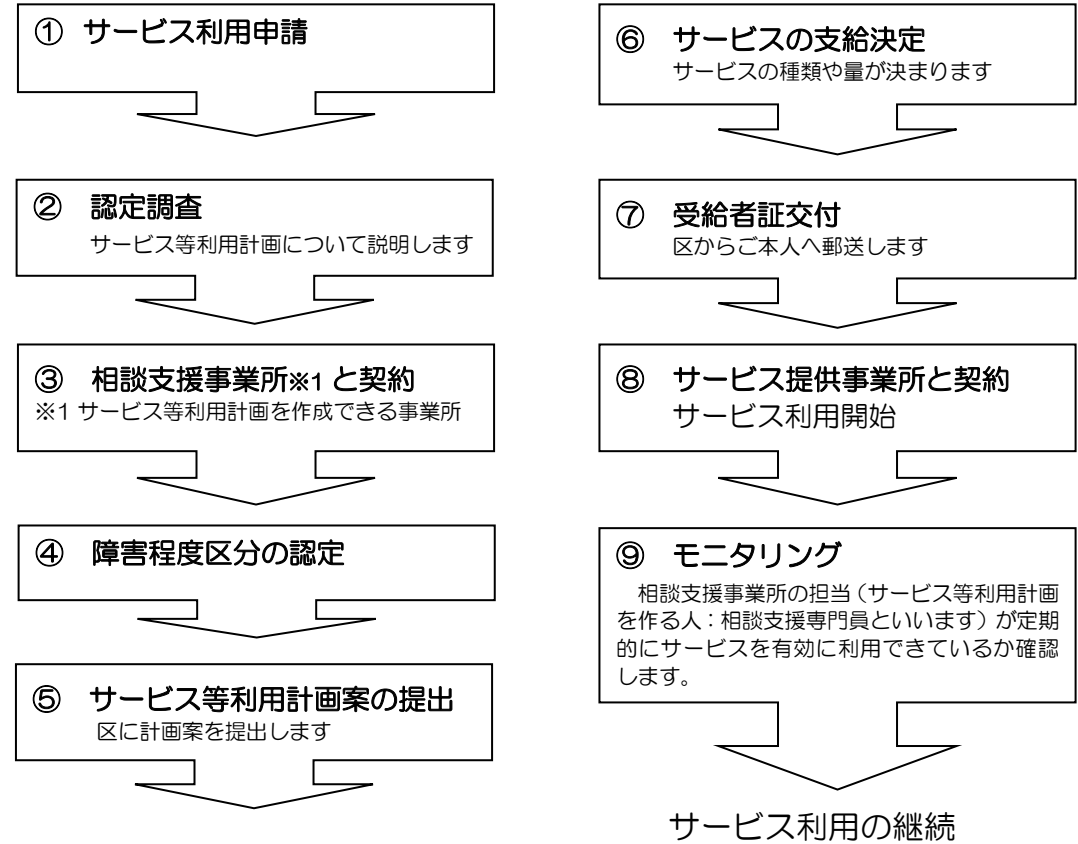 ① サービス利用申請
② 認定調査
サービス等利用計画について説明します
③ 相談支援事業所※1 と契約
※1 サービス等利用計画を作成できる事業所
④ 障害程度区分の認定
⑤ サービス等利用計画案の提出
区に計画案を提出します
⑥ サービスの支給決定
サービスの種類や量が決まります
⑦ 受給者証交付
区からご本人へ郵送します
⑧ サービス提供事業所と契約
サービス利用開始
⑨ モニタリング
相談支援事業所の担当（サービス等利用計画
を作る人：相談支援専門員といいます）が定期
的にサービスを有効に利用できているか確認
します。
サービス利用の継続